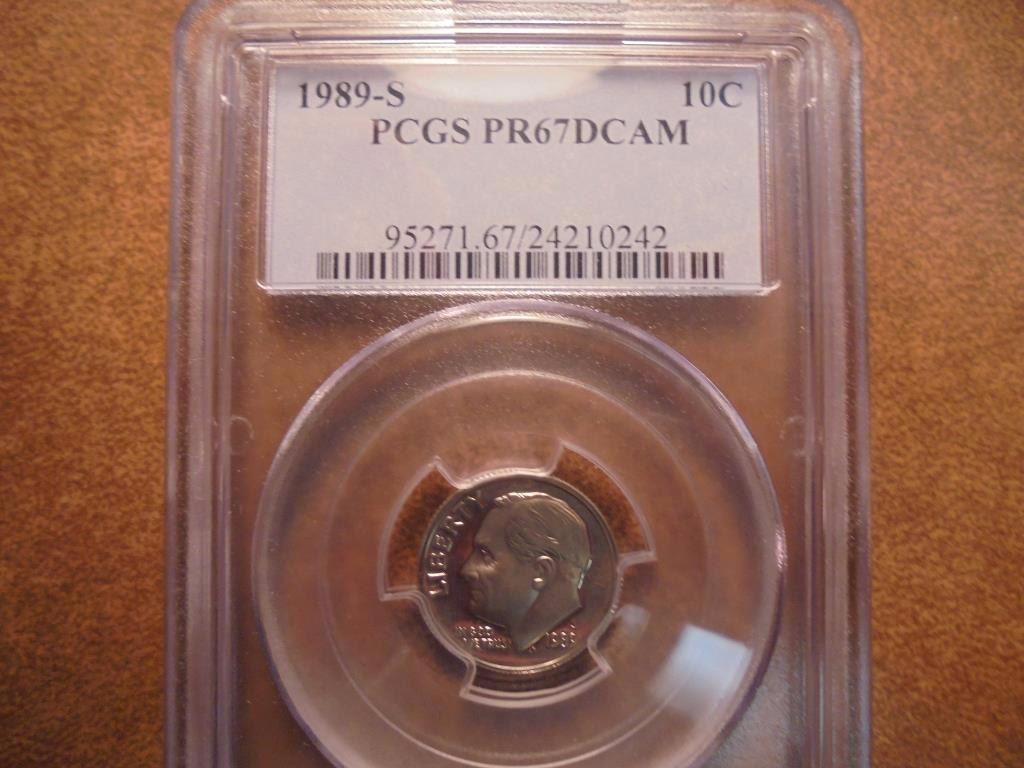 1989-S 10C
PCGS PR67DCAM
95271.67/24210242
LIBERTY